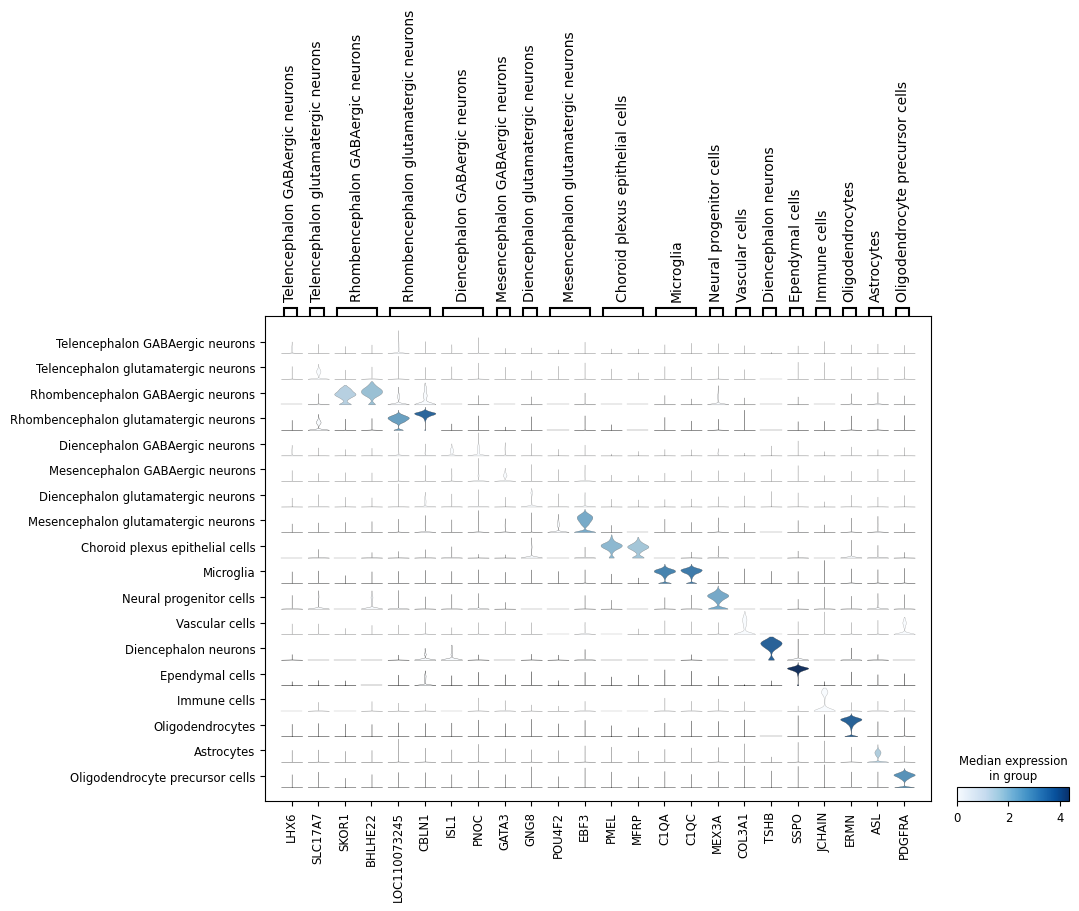 Telencephalon GABAergic neurons
Telencephalon glutamatergic neurons
Rhombencephalon GABAergic neurons
Rhombencephalon glutamatergic neurons
Diencephalon GABAergic neurons
Mesencephalon GABAergic neurons
Diencephalon glutamatergic neurons
Mesencephalon glutamatergic neurons
Choroid plexus epithelial cells
Microglia
Neural progenitor cells
Vascular cells
Diencephalon neurons
Ependymal cells
Immune cells
Oligodendrocytes
Astrocytes
Oligodendrocyte precursor cells
Telencephalon GABAergic neurons
Telencephalon glutamatergic neurons
Rhombencephalon GABAergic neurons
Rhombencephalon glutamatergic neurons
Diencephalon GABAergic neurons
Mesencephalon GABAergic neurons
Diencephalon glutamatergic neurons
Mesencephalon glutamatergic neurons
Choroid plexus epithelial cells
Microglia
Neural progenitor cells
Vascular cells
Diencephalon neurons
Ependymal cells
Immune cells
Oligodendrocytes
Astrocytes
Oligodendrocyte precursor cells
LHX6
SLC17A7
SKOR1
BHLHE22
LOC110073245
CBLN1
ISL1
PNOC
GATA3
GNG8
POU4F2
EBF3
PMEL
MFRP
C1QA
C1QC
MEX3A
COL3A1
TSHB
SSPO
JCHAIN
ERMN
ASL
PDGFRA
Median expression
in group
0 2 4